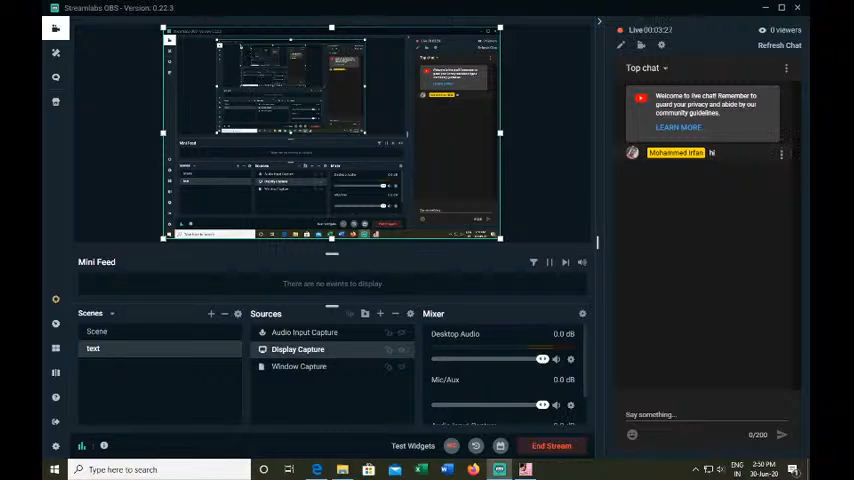 Streamlabs OBS - Version: 0.22.3
Live 00:03:27
0 viewers
Refresh Chat
Top chat
Welcome to live chat! Remember to
guard your privacy and abide by our
community guidelines.
LEARN MORE
Mohammed Irfan hi
Mini Feed
There are no events to display
Scenes
Scene
text
Sources
Audio Input Capture
Display Capture
Window Capture
Mixer
Desktop Audio 0.0 dB
Mic/Aux 0.0 dB
Say something...
0/200
Test Widgets
REC
End Stream
Type here to search
ENG
IN
2:50 PM
30-Jun-20